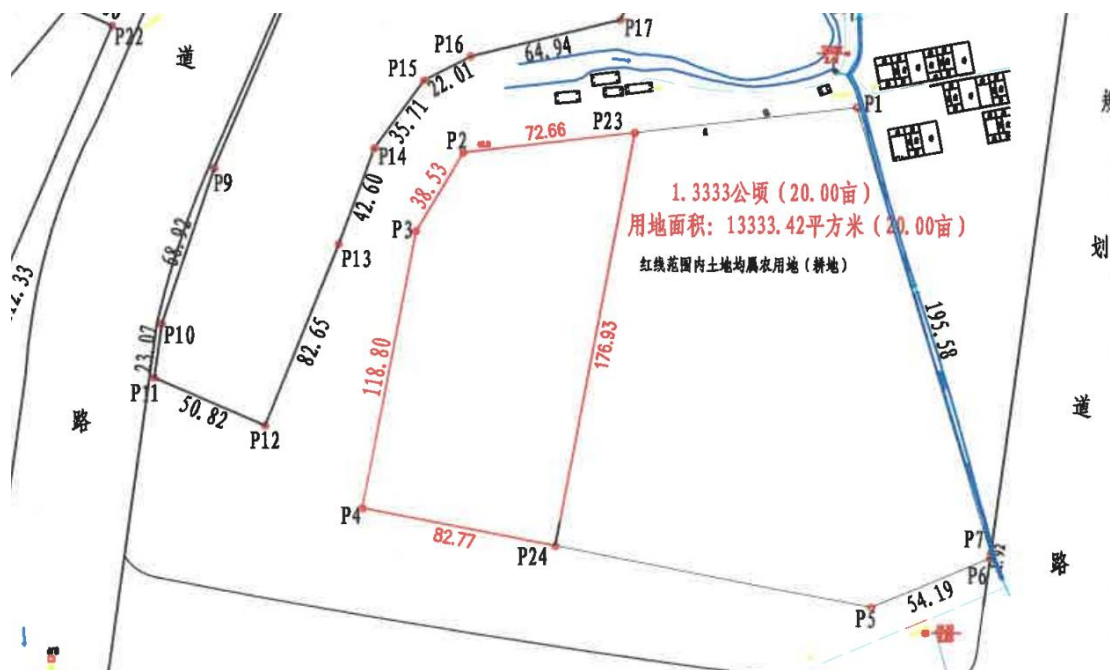 P22
道
P17
P16
64.94
P15
22.01
35.71
P1
P23
72.66
P2
P14
规
P9
38.53
42.60
1.3333公顷（20.00亩）
用地面积：13333.42平方米（20.00亩）
P3
P13
68.92
划
红线范围内土地均属农用地（耕地）
P10
195.58
82.65
176.93
23.07
118.80
P11
50.82
道
路
P12
P4
82.77
P24
P7
P6
路
54.19
P5